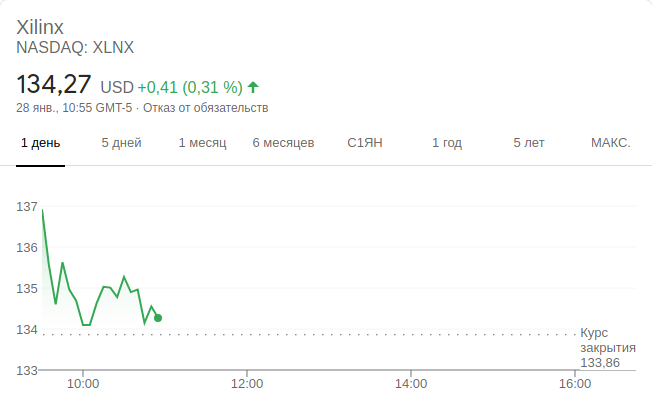 Xilinx
NASDAQ: XLNX
134,27 USD +0,41 (0,31 %)
28 янв., 10:55 GMT-5 · Отказ от обязательств
1 день 5 дней 1 месяц 6 месяцев С1ЯН 1 год 5 лет МАКС.
137
136
135
134
Курс
закрытия
133,86
133
10:00 12:00 14:00 16:00